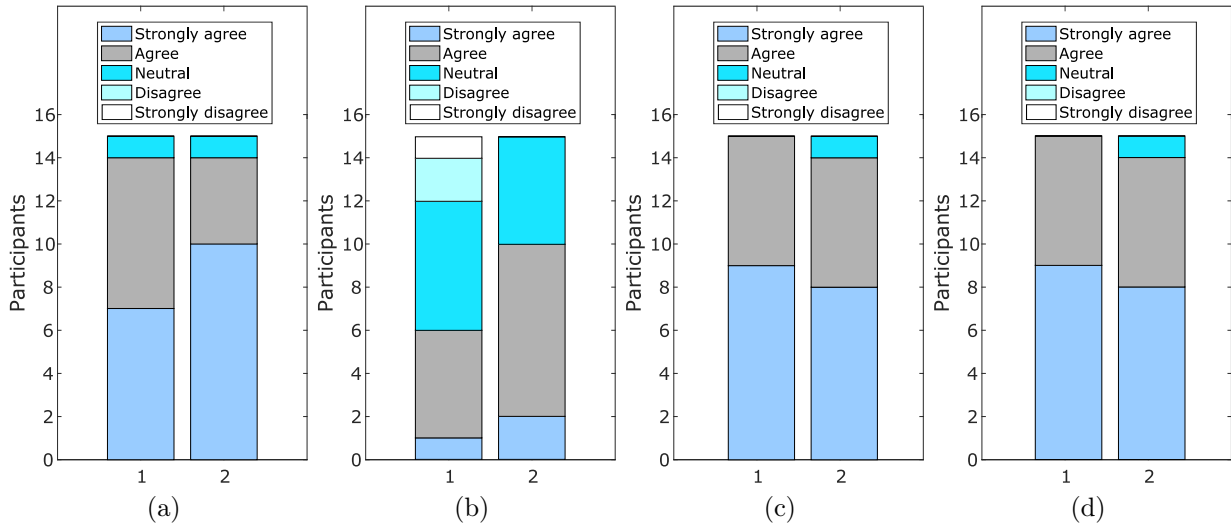 Participants
16
14
12
10
8
6
4
2
0
Strongly agree
Agree
Neutral
Disagree
Strongly disagree
1 2
(a)
Participants
16
14
12
10
8
6
4
2
0
Strongly agree
Agree
Neutral
Disagree
Strongly disagree
1 2
(b)
Participants
16
14
12
10
8
6
4
2
0
Strongly agree
Agree
Neutral
Disagree
Strongly disagree
1 2
(c)
Participants
16
14
12
10
8
6
4
2
0
Strongly agree
Agree
Neutral
Disagree
Strongly disagree
1 2
(d)